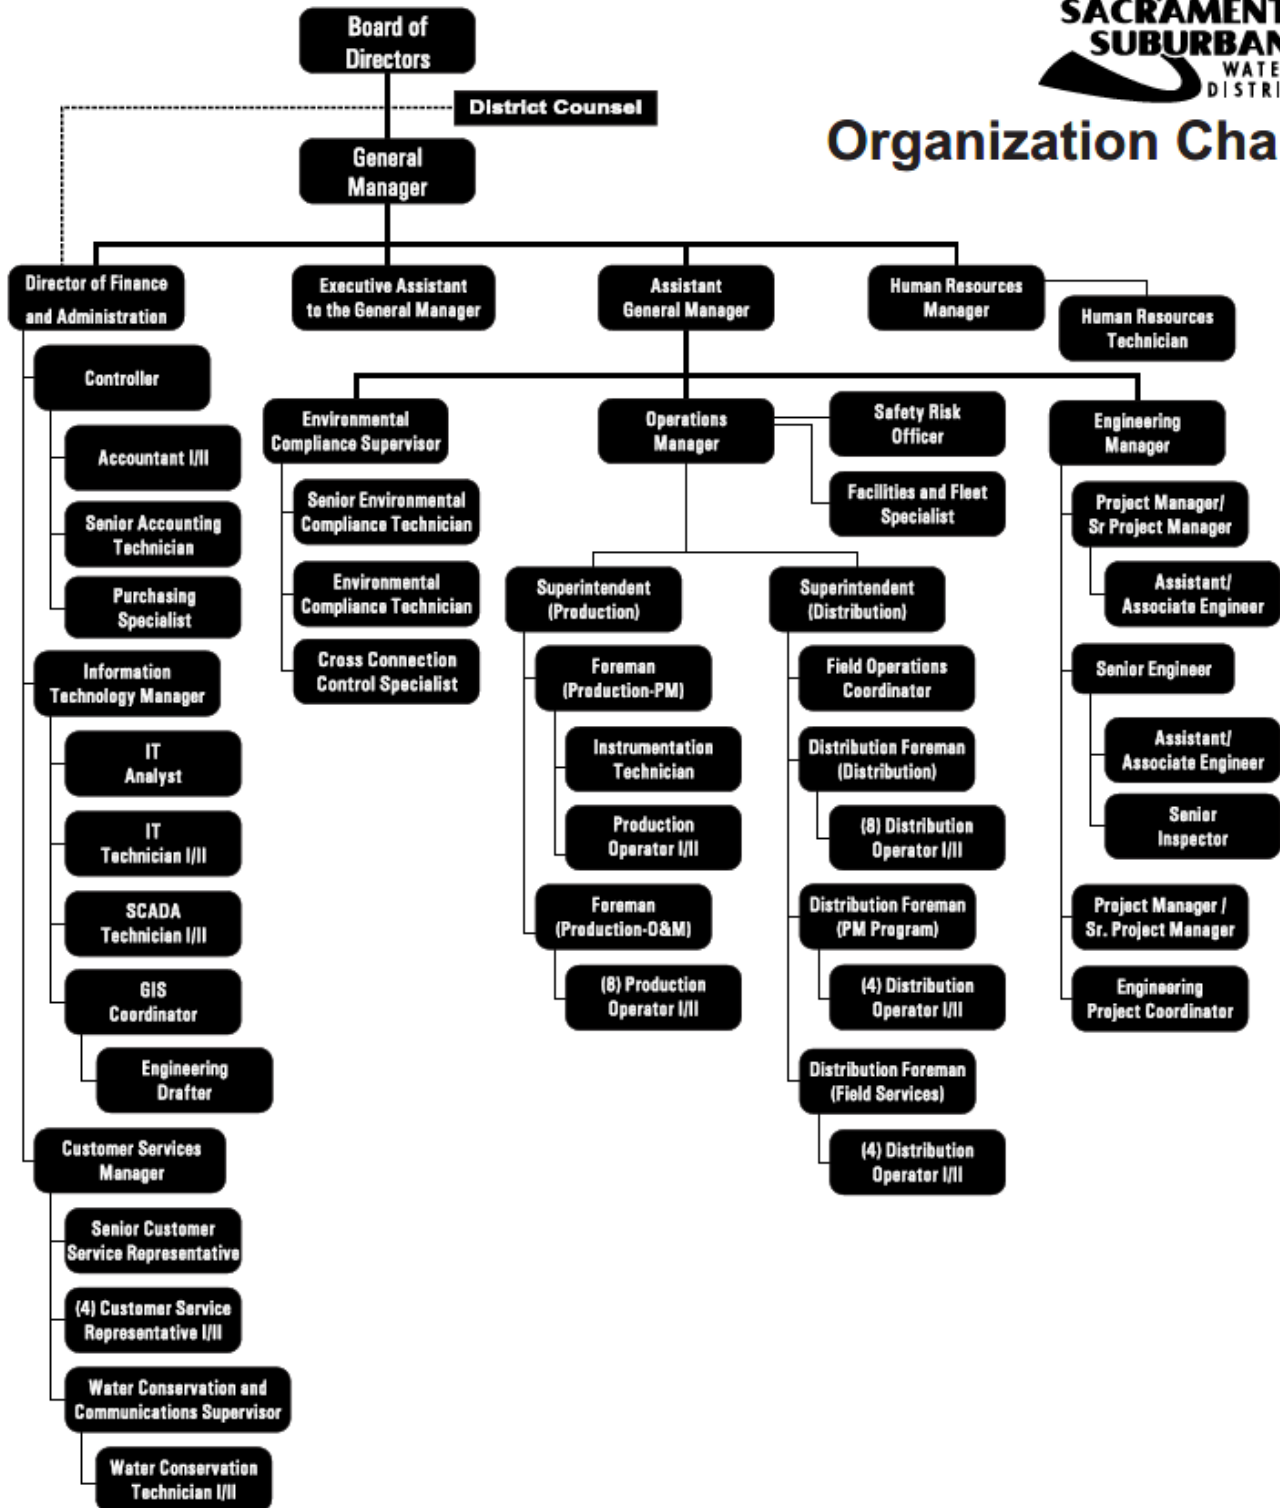 SACRAMENT
SUBURBAN
WATE
DISTRI
Organization Cha
Board of
Directors
District Counsel
General
Manager
Director of Finance
and Administration
Executive Assistant
to the General Manager
Assistant
General Manager
Human Resources
Manager
Human Resources
Technician
Controller
Accountant I/II
Senior Accounting
Technician
Purchasing
Specialist
Information
Technology Manager
IT
Analyst
IT
Technician I/II
SCADA
Technician I/II
GIS
Coordinator
Engineering
Drafter
Customer Services
Manager
Senior Customer
Service Representative
(4) Customer Service
Representative I/II
Water Conservation and
Communications Supervisor
Water Conservation
Technician I/II
Environmental
Compliance Supervisor
Senior Environmental
Compliance Technician
Environmental
Compliance Technician
Cross Connection
Control Specialist
Operations
Manager
Safety Risk
Officer
Facilities and Fleet
Specialist
Superintendent
(Production)
Foreman
(Production-PM)
Instrumentation
Technician
Production
Operator I/II
Foreman
(Production-O&M)
(8) Production
Operator I/II
Superintendent
(Distribution)
Field Operations
Coordinator
Distribution Foreman
(Distribution)
(8) Distribution
Operator I/II
Distribution Foreman
(PM Program)
(4) Distribution
Operator I/II
Distribution Foreman
(Field Services)
(4) Distribution
Operator I/II
Engineering
Manager
Project Manager/
Sr Project Manager
Assistant/
Associate Engineer
Senior Engineer
Assistant/
Associate Engineer
Senior
Inspector
Project Manager /
Sr. Project Manager
Engineering
Project Coordinator